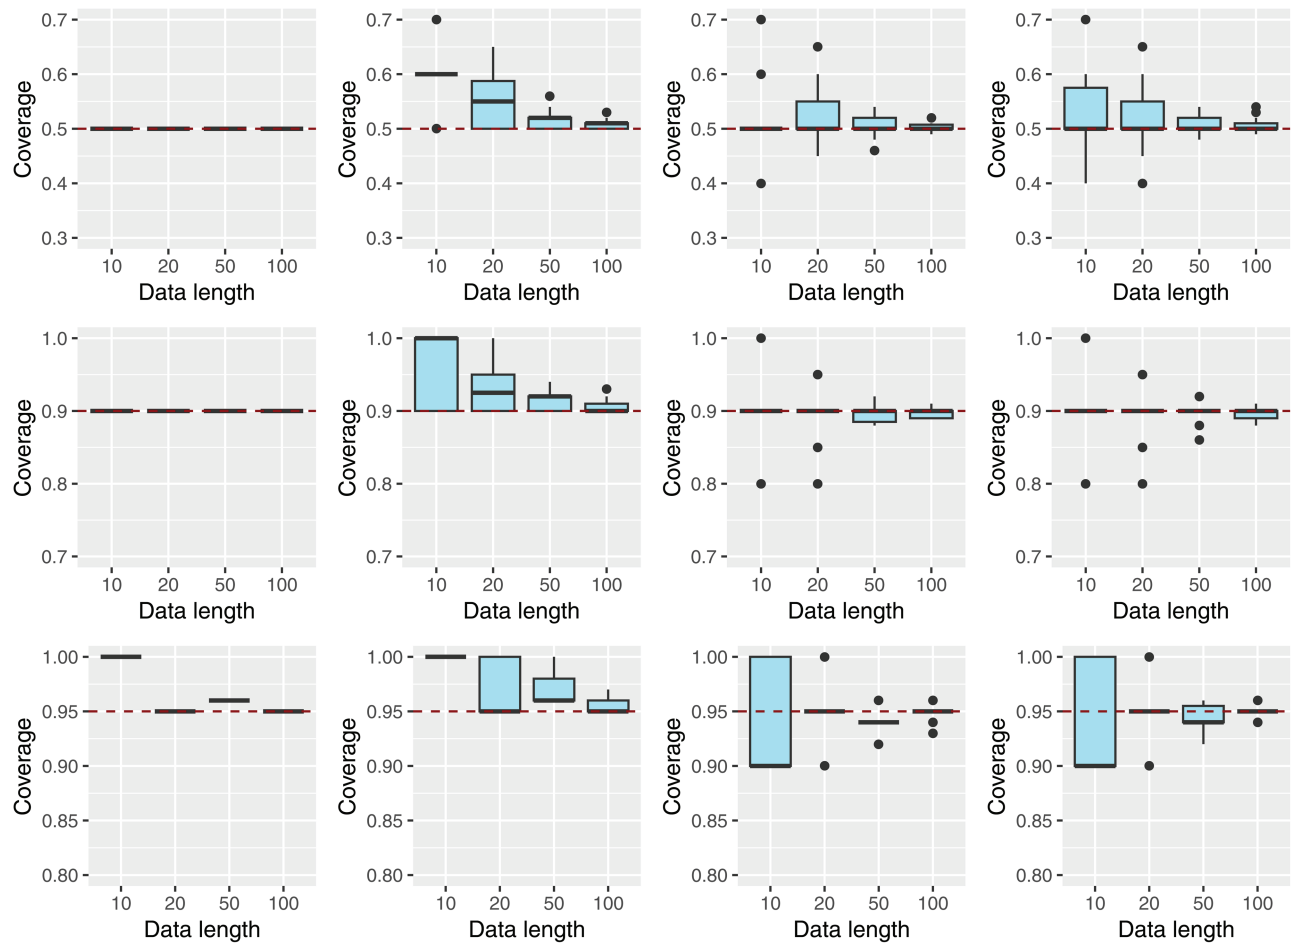 0.7 0.7 0.7 0.7
0.6 0.6 0.6 0.6
0.5 0.5 0.5 0.5
0.4 0.4 0.4 0.4
0.3 0.3 0.3 0.3
Coverage Coverage Coverage Coverage
10 20 50 100 10 20 50 100 10 20 50 100 10 20 50 100
Data length Data length Data length Data length
1.0 1.0 1.0 1.0
0.9 0.9 0.9 0.9
0.8 0.8 0.8 0.8
0.7 0.7 0.7 0.7
Coverage Coverage Coverage Coverage
10 20 50 100 10 20 50 100 10 20 50 100 10 20 50 100
Data length Data length Data length Data length
1.00 1.00 1.00 1.00
0.95 0.95 0.95 0.95
0.90 0.90 0.90 0.90
0.85 0.85 0.85 0.85
0.80 0.80 0.80 0.80
Coverage Coverage Coverage Coverage
10 20 50 100 10 20 50 100 10 20 50 100 10 20 50 100
Data length Data length Data length Data length